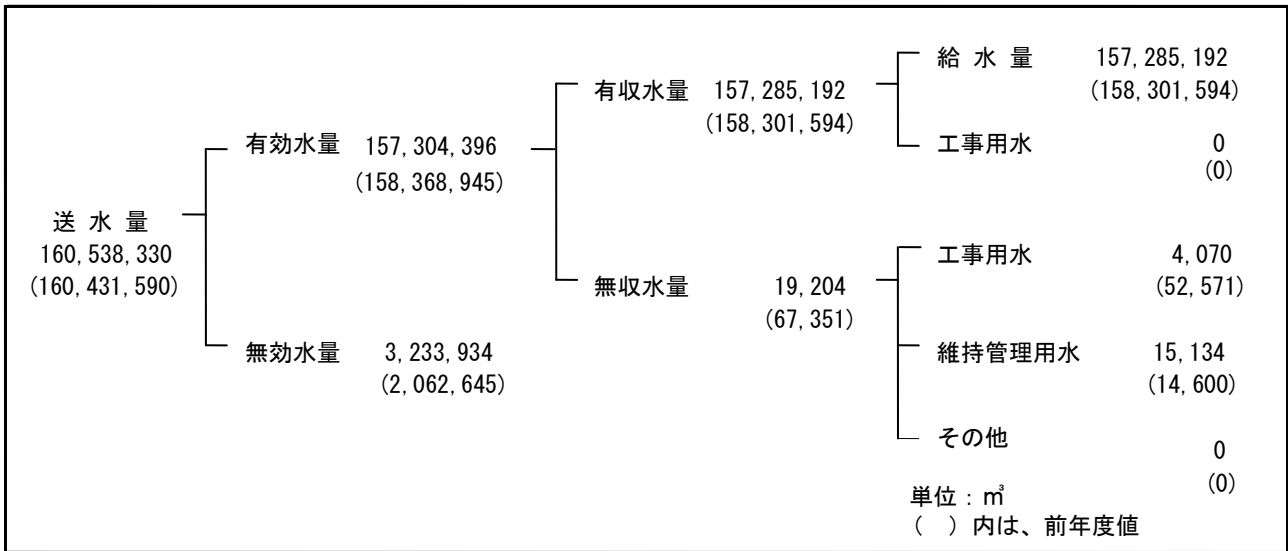 給 水 量 157,285,192
(158,301,594)
有収水量 157,285,192
(158,301,594)
工事用水 0
(0)
有効水量 157,304,396
(158,368,945)
送 水 量
160,538,330
(160,431,590)
工事用水 4,070
(52,571)
無収水量 19,204
(67,351)
無効水量 3,233,934
(2,062,645)
維持管理用水 15,134
(14,600)
その他 0
(0)
単位：㎥
(　)内は、前年度値